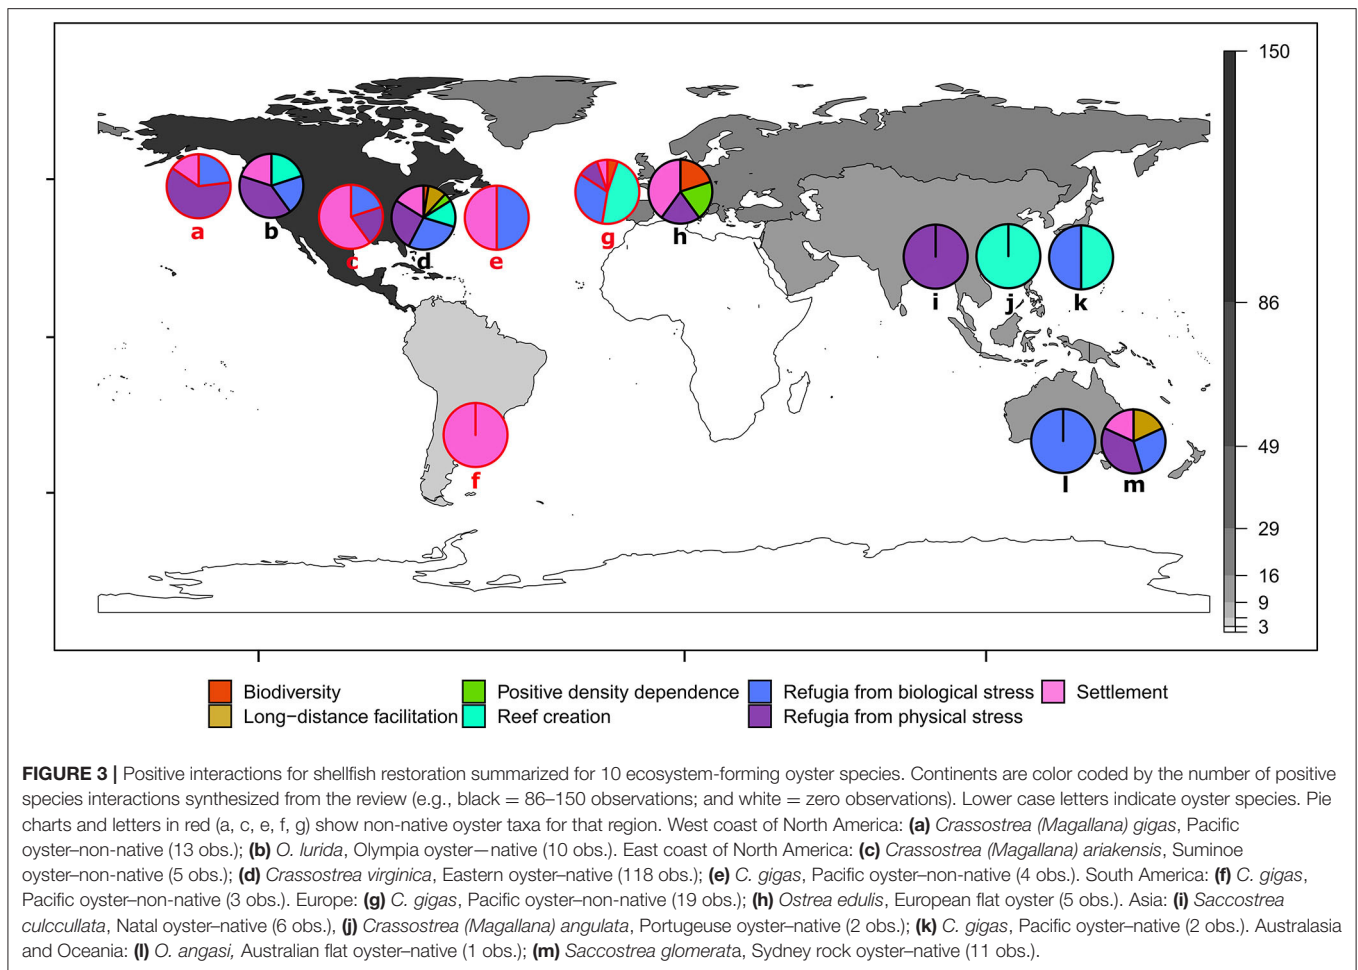 150
86
49
29
16
9
3
a
b
c
d
e
g
h
i
j
k
f
l
m
Biodiversity
Positive density dependence
Refugia from biological stress
Settlement
Long−distance facilitation
Reef creation
Refugia from physical stress
FIGURE 3 | Positive interactions for shellfish restoration summarized for 10 ecosystem-forming oyster species. Continents are color coded by the number of positive
species interactions synthesized from the review (e.g., black = 86–150 observations; and white = zero observations). Lower case letters indicate oyster species. Pie
charts and letters in red (a, c, e, f, g) show non-native oyster taxa for that region. West coast of North America: (a) Crassostrea (Magallana) gigas, Pacific
oyster–non-native (13 obs.); (b) O. lurida, Olympia oyster—native (10 obs.). East coast of North America: (c) Crassostrea (Magallana) ariakensis, Suminoe
oyster–non-native (5 obs.); (d) Crassostrea virginica, Eastern oyster–native (118 obs.); (e) C. gigas, Pacific oyster–non-native (4 obs.). South America: (f) C. gigas,
Pacific oyster–non-native (3 obs.). Europe: (g) C. gigas, Pacific oyster–non-native (19 obs.); (h) Ostrea edulis, European flat oyster (5 obs.). Asia: (i) Saccostrea
culccullata, Natal oyster–native (6 obs.), (j) Crassostrea (Magallana) angulata, Portugeuse oyster–native (2 obs.); (k) C. gigas, Pacific oyster–native (2 obs.). Australasia
and Oceania: (l) O. angasi, Australian flat oyster–native (1 obs.); (m) Saccostrea glomerata, Sydney rock oyster–native (11 obs.).